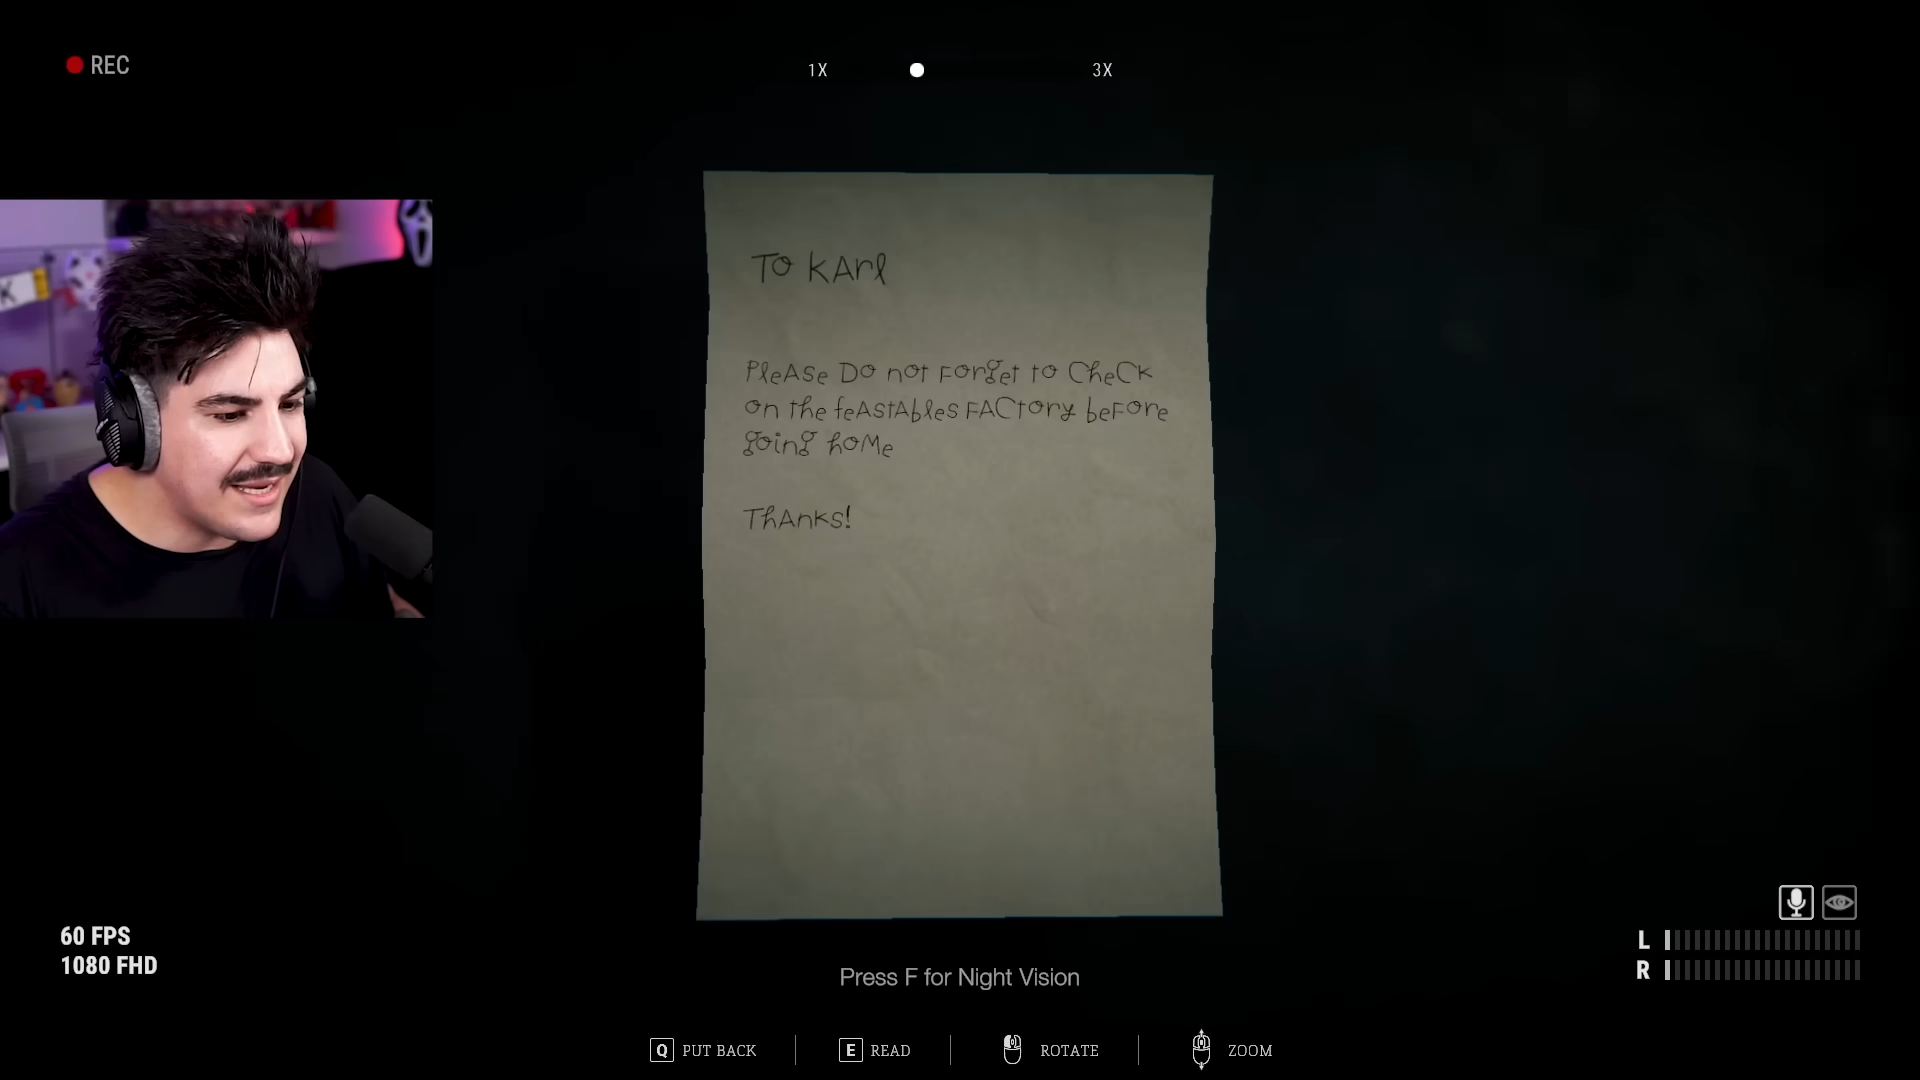 REC
1X 3X
K
To KArl
PleAse Do not Forget to CheCK
on the feAstAbles FACtory beFore
going hoMe
ThAnks!
60 FPS
1080 FHD
L
R
Press F for Night Vision
Q PUT BACK E READ ROTATE ZOOM